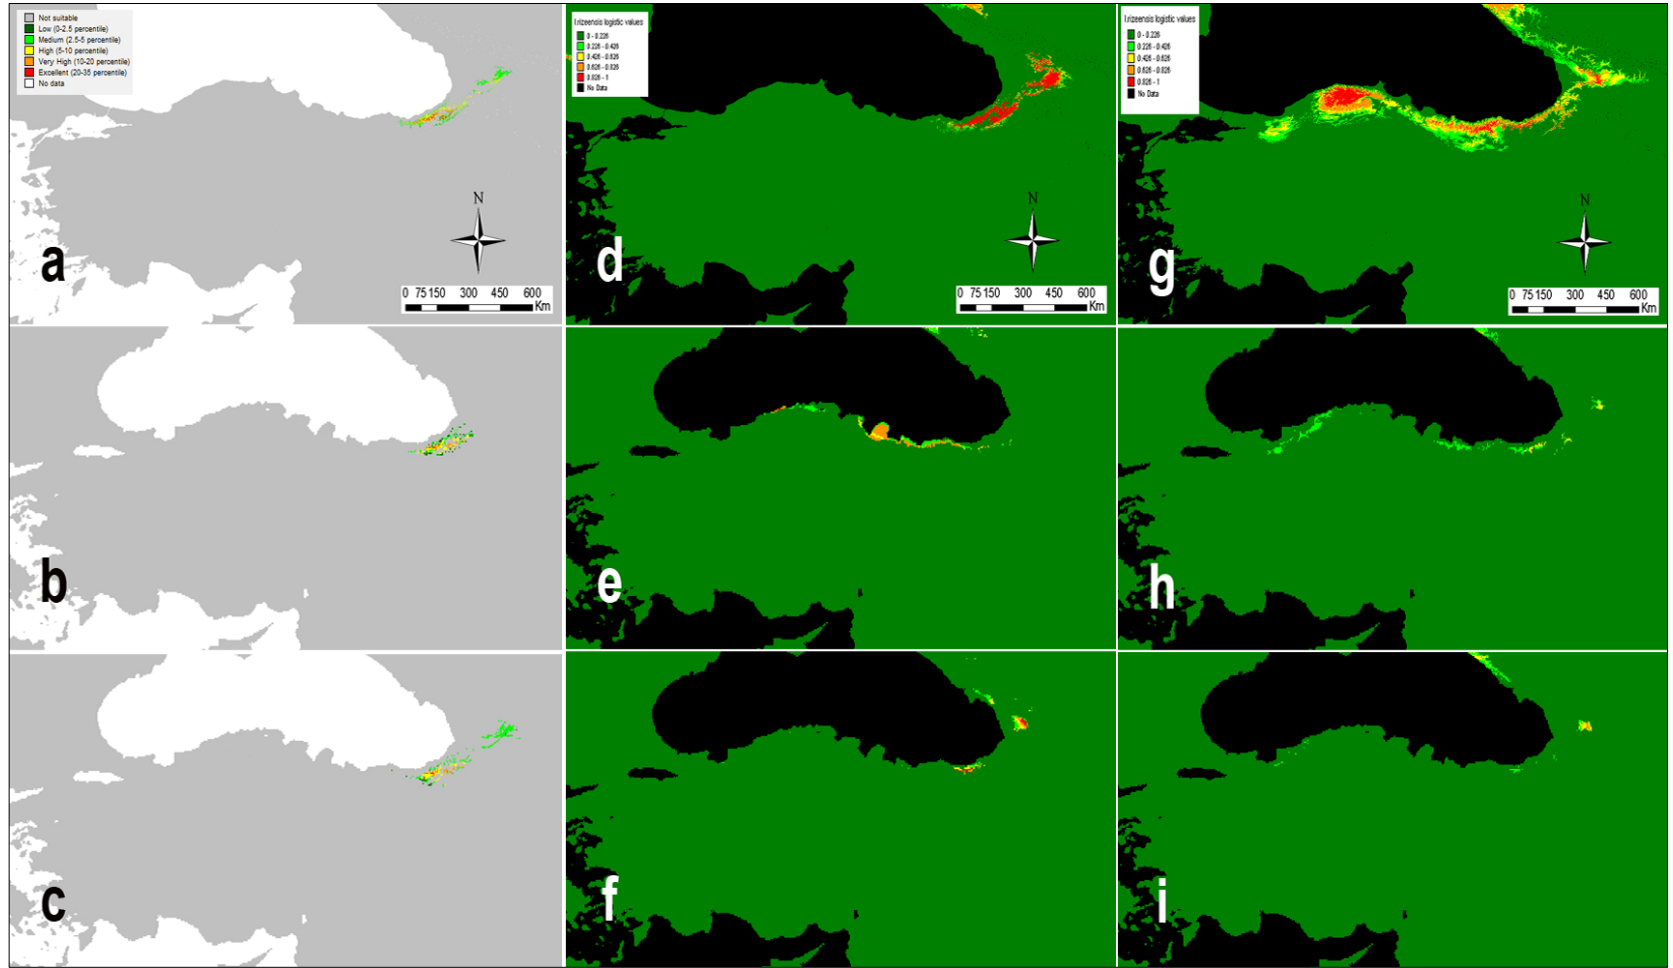 Not suitable
Low (0-2.5 percentile)
Medium (2.5-5 percentile)
High (5-10 percentile)
Very High (10-20 percentile)
Excellent (20-35 percentile)
No data
N
a
0 75 150 300 450 600
Km
I.rizeensis logistic values
0 - 0.226
0.226 - 0.426
0.426 - 0.626
0.626 - 0.826
0.826 - 1
No Data
N
d
0 75 150 300 450 600
Km
I.rizeensis logistic values
0 - 0.226
0.226 - 0.426
0.426 - 0.626
0.626 - 0.826
0.826 - 1
No Data
N
g
0 75 150 300 450 600
Km
b
e
h
c
f
i